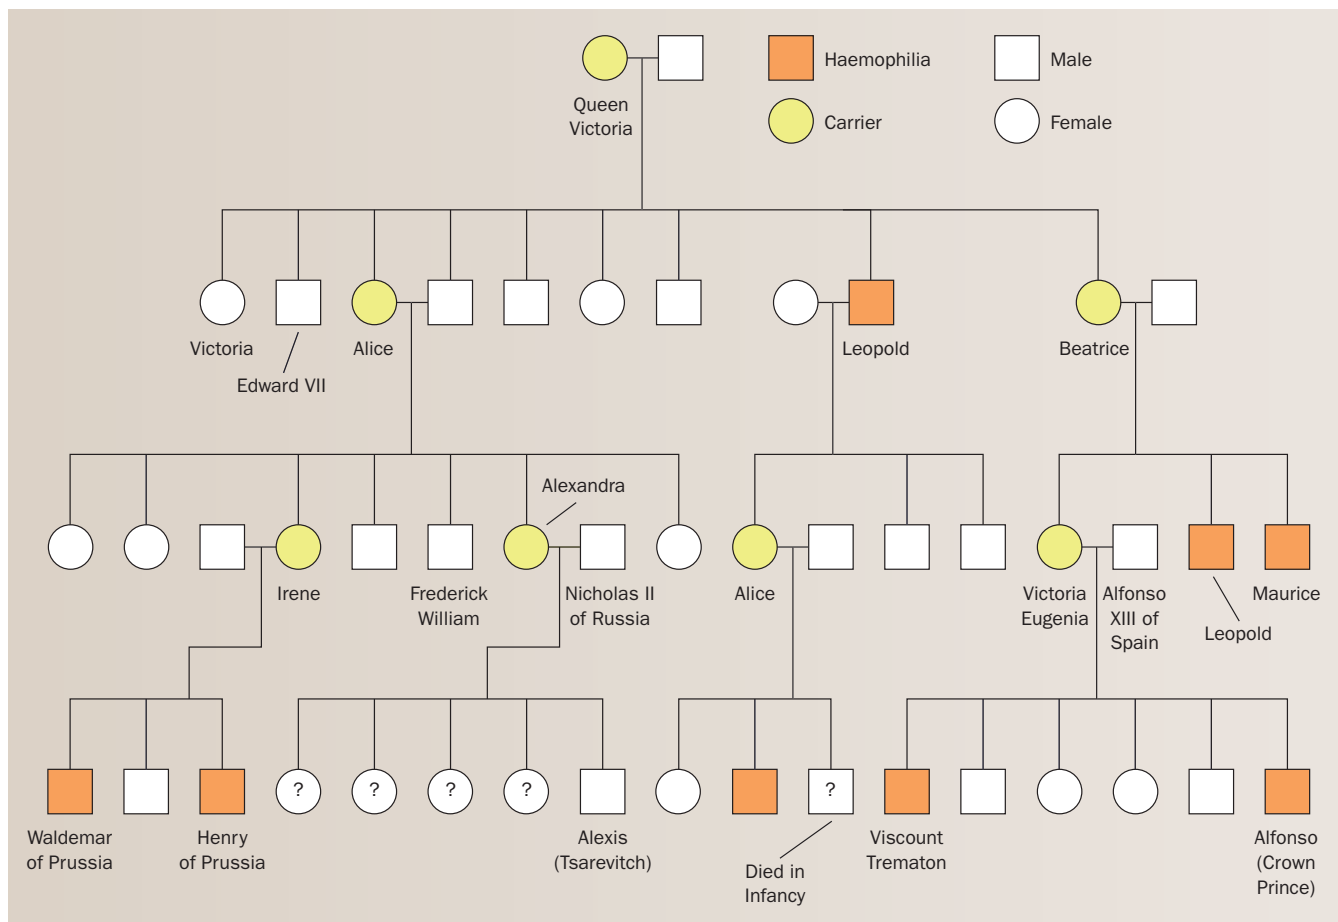 Haemophilia
Male
Queen
Victoria
Carrier
Female
Victoria
Edward VII
Alice
Leopold
Beatrice
Alexandra
Irene
Frederick
William
Nicholas II
of Russia
Alice
Victoria
Eugenia
Alfonso
XIII of
Spain
Leopold
Maurice
?
?
?
?
?
Waldemar
of Prussia
Henry
of Prussia
Alexis
(Tsarevitch)
Died in
Infancy
Viscount
Trematon
Alfonso
(Crown
Prince)